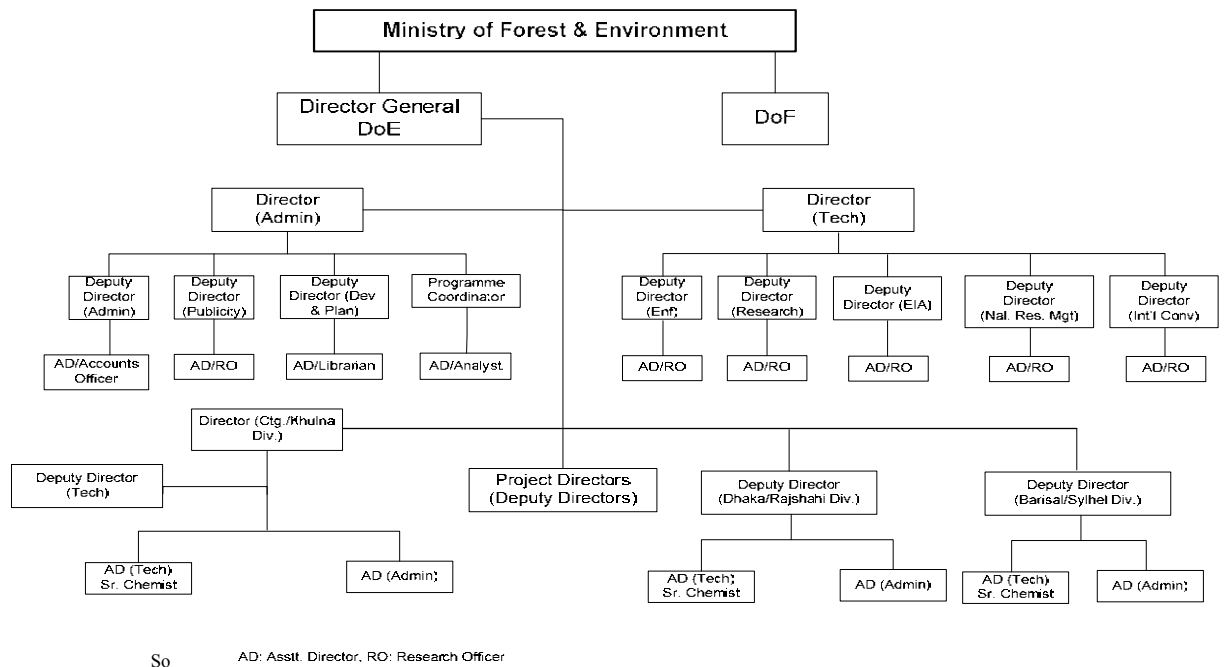 Ministry of Forest & Environment
Director General
DoE
DoF
Director
(Admin)
Director
(Tech)
Deputy
Director
(Admin)
Deputy
Director
(Publicity)
Deputy
Director (Dev
& Plan)
Programme
Coordinator
Deputy
Director
(Enf)
Deputy
Director
(Research)
Deputy
Director (EIA)
Deputy
Director
(Nal. Res. Mgt)
Deputy
Director
(Int'l Conv)
AD/Accounts
Officer
AD/RO
AD/Librarian
AD/Analyst
AD/RO
AD/RO
AD/RO
AD/RO
AD/RO
Director (Ctg./Khulna
Div.)
Deputy Director
(Tech)
Project Directors
(Deputy Directors)
Deputy Director
(Dhaka/Rajshahi Div.)
Deputy Director
(Barisal/Sylhel Div.)
AD (Tech)
Sr. Chemist
AD (Admin)
AD (Tech)
Sr. Chemist
AD (Admin)
AD (Tech)
Sr. Chemist
AD (Admin)
So
AD: Asstt. Director, RO: Research Officer